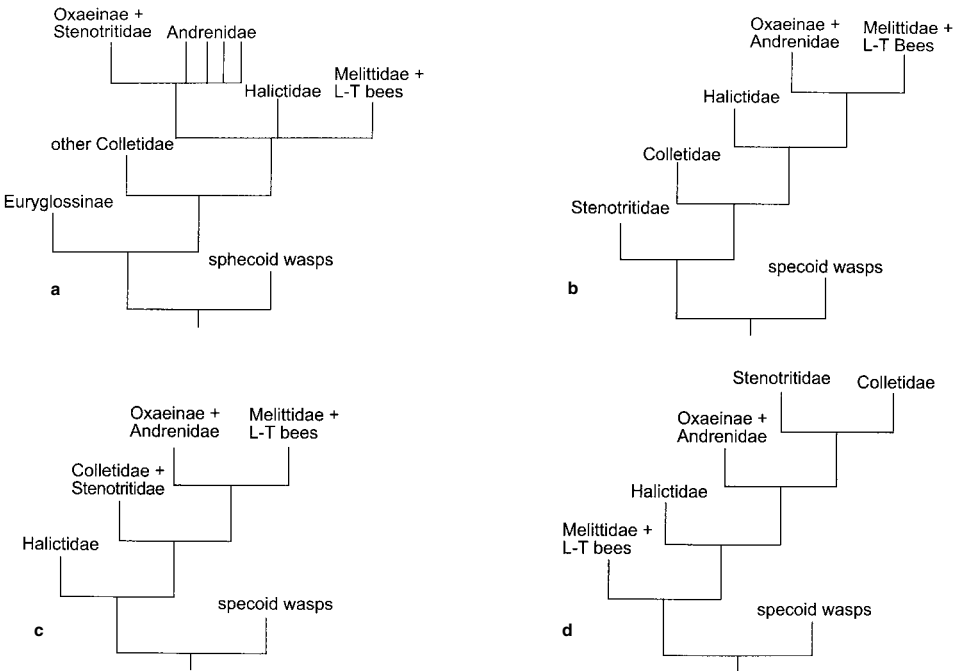 Oxaeinae +
Stenotritidae
Andrenidae
Halictidae
Melittidae +
L-T bees
other Colletidae
Euryglossinae
sphecoid wasps
a
Oxaeinae +
Andrenidae
Melittidae +
L-T Bees
Halictidae
Colletidae
Stenotritidae
specoid wasps
b
Oxaeinae +
Andrenidae
Melittidae +
L-T bees
Colletidae +
Stenotritidae
Halictidae
specoid wasps
c
Stenotritidae
Colletidae
Oxaeinae +
Andrenidae
Halictidae
Melittidae +
L-T bees
specoid wasps
d